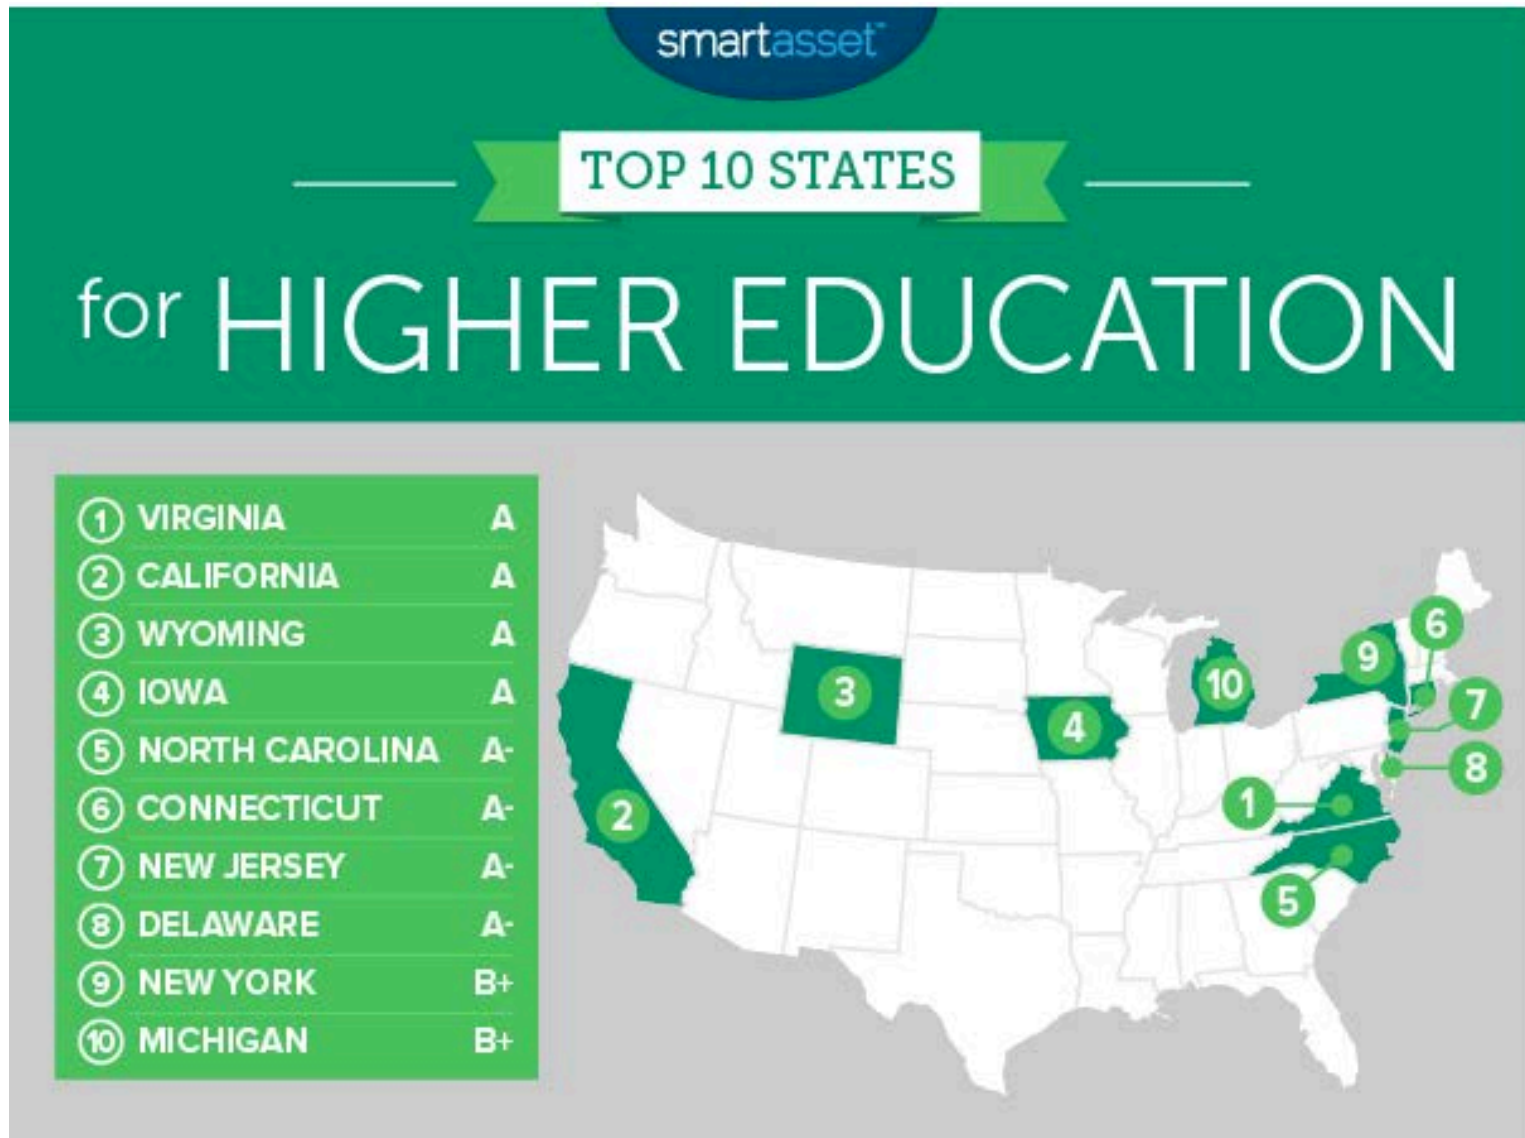 smartasset™
TOP 10 STATES
for HIGHER EDUCATION
1 VIRGINIA A
2 CALIFORNIA A
3 WYOMING A
4 IOWA A
5 NORTH CAROLINA A-
6 CONNECTICUT A-
7 NEW JERSEY A-
8 DELAWARE A-
9 NEW YORK B+
10 MICHIGAN B+
6
9
10
3
7
4
8
1
2
5